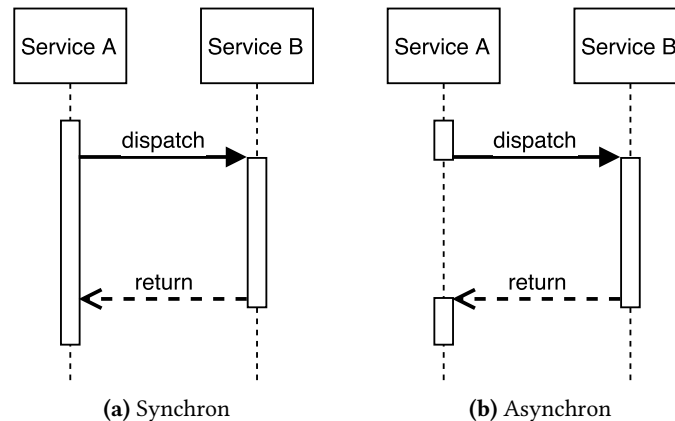 Service A
Service B
dispatch
return
(a) Synchron
Service A
Service B
dispatch
return
(b) Asynchron